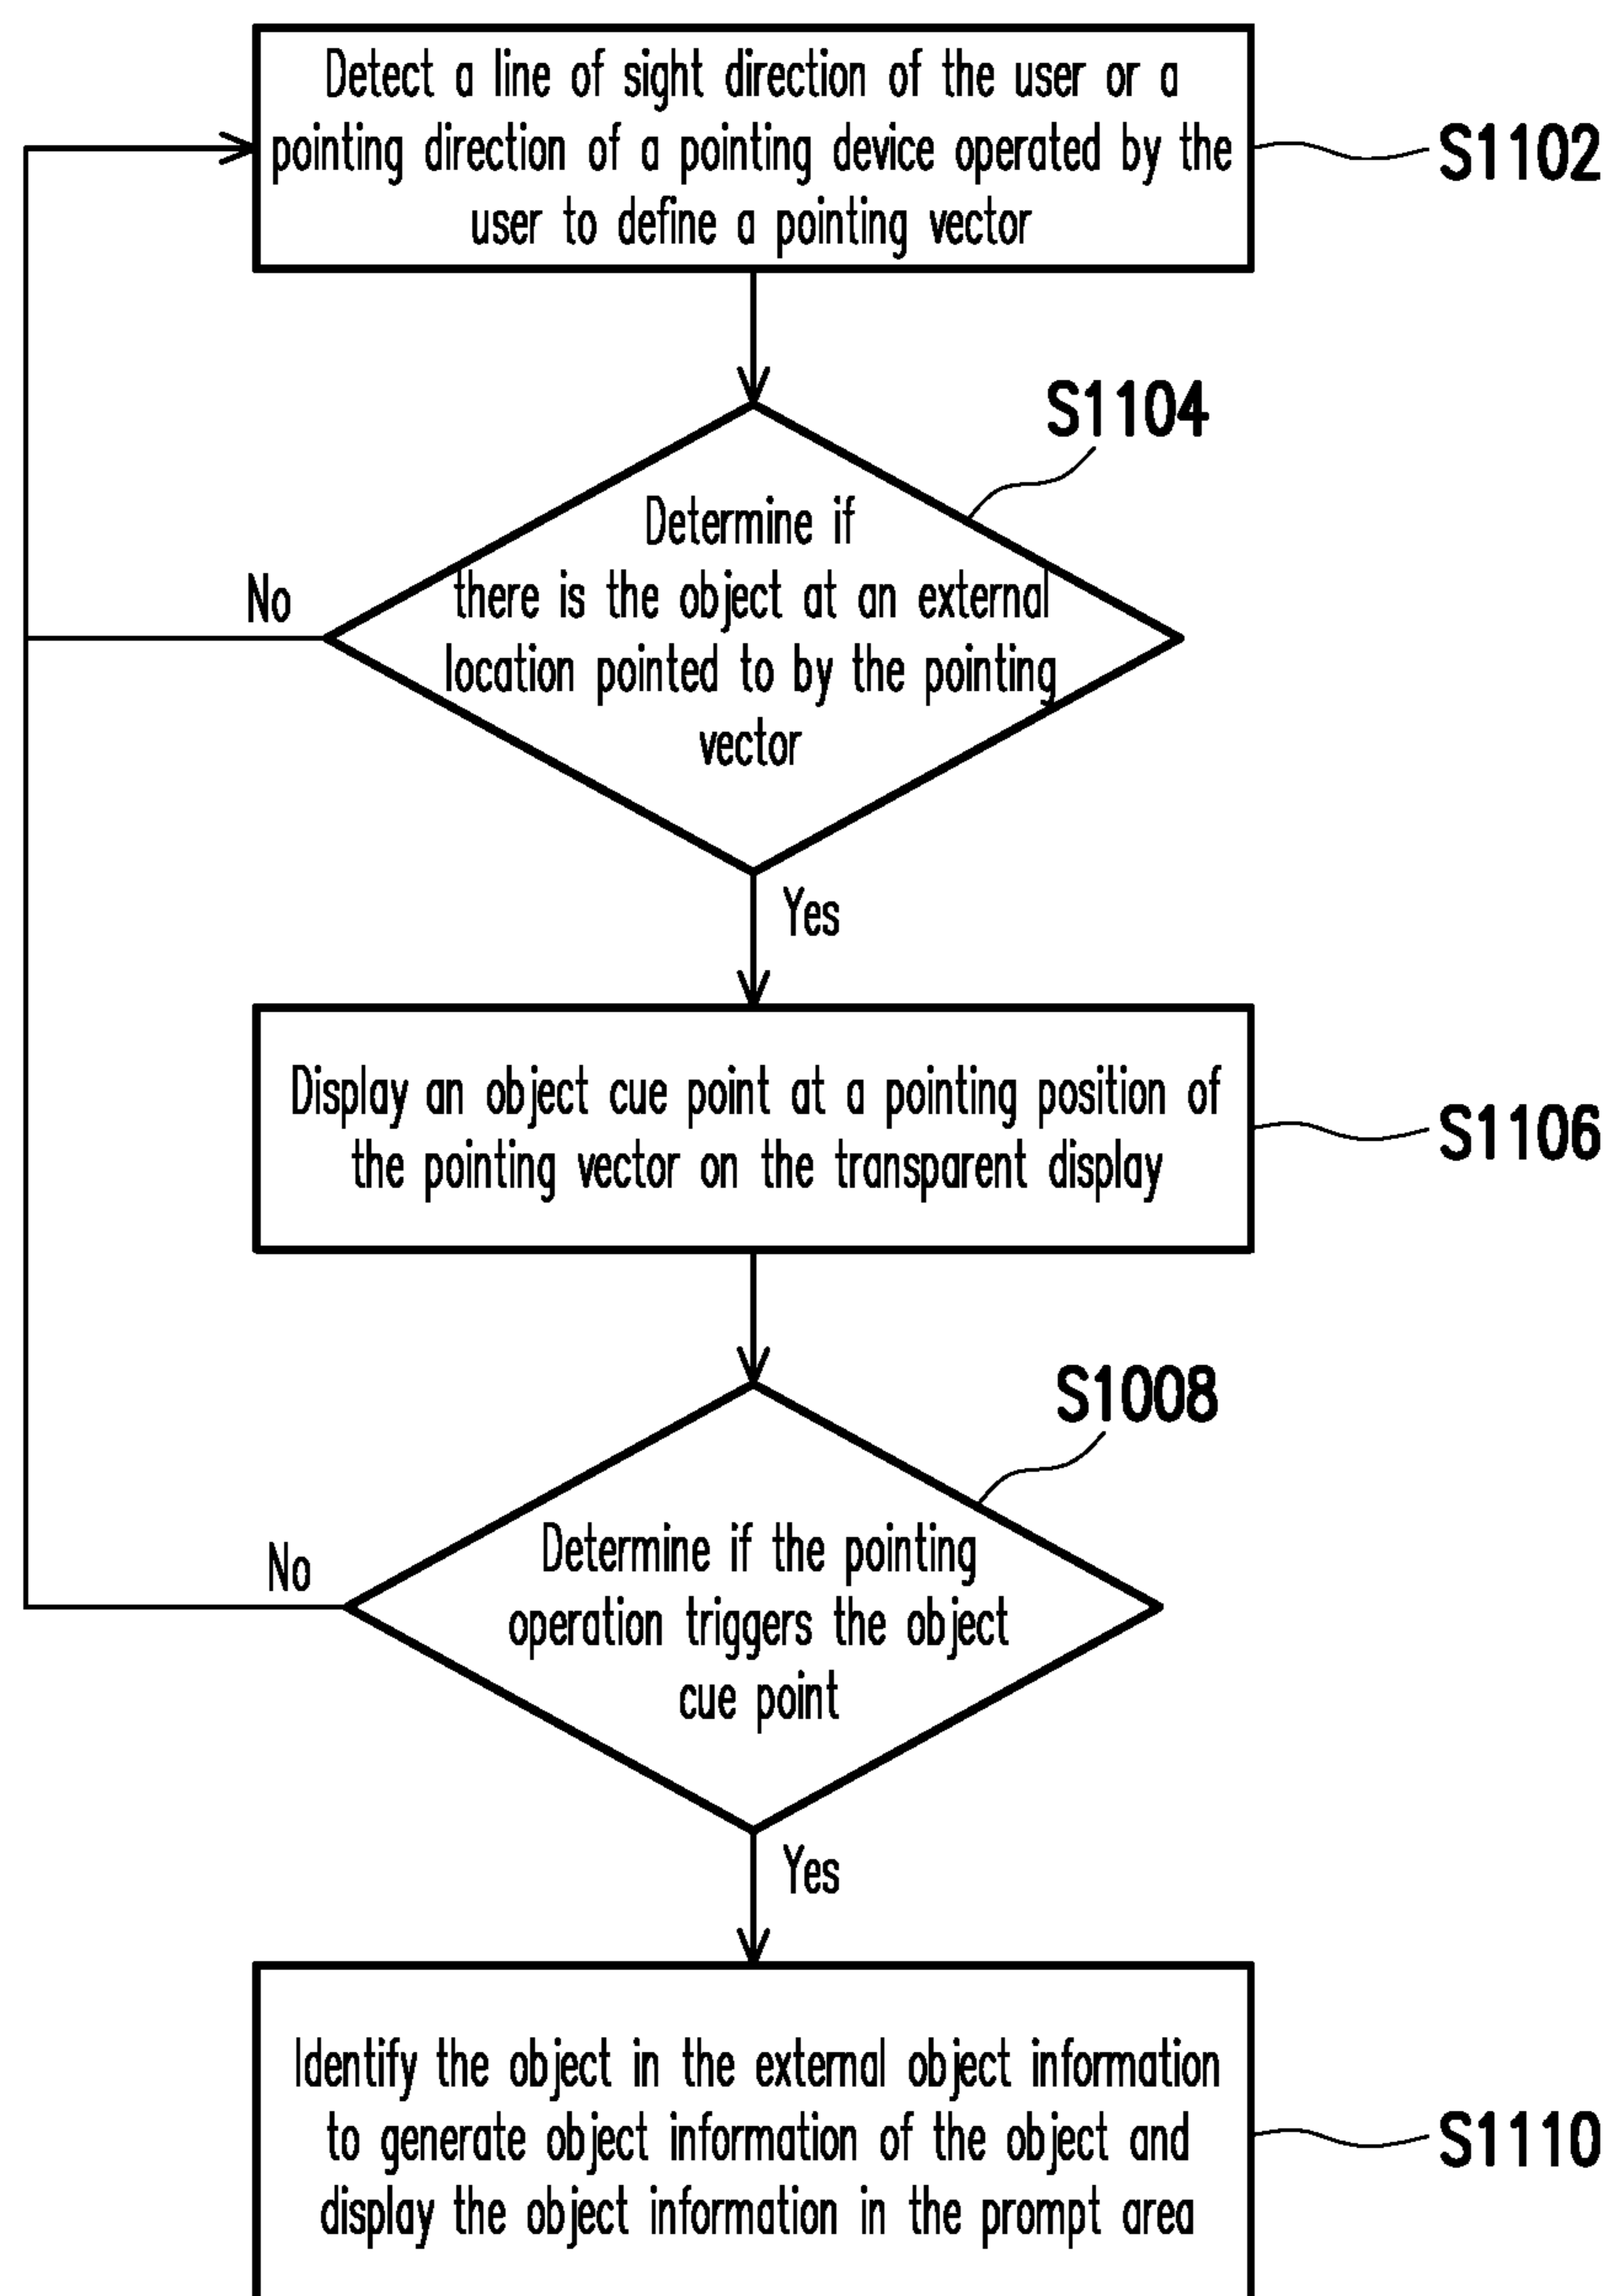 Detect a line of sight direction of the user or a
pointing direction of a pointing device operated by the
user to define a pointing vector
S1102
S1104
Determine if
there is the object at an external
location pointed to by the pointing
vector
No
Yes
Display an object cue point at a pointing position of
the pointing vector on the transparent display
S1106
S1008
Determine if the pointing
operation triggers the object
cue point
No
Yes
Identify the object in the external object information
to generate object information of the object and
display the object information in the prompt area
S1110